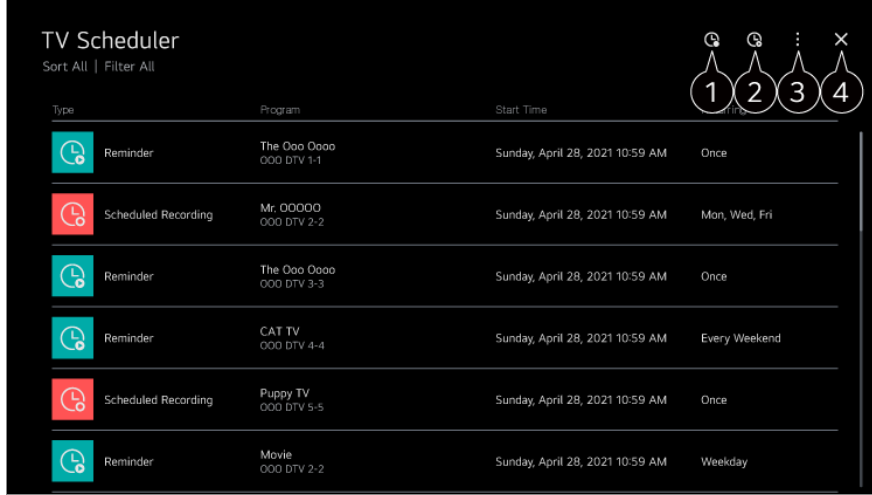 TV Scheduler
Sort All | Filter All
1 2 3 4
Type Program Start Time
Reminder The Ooo Oooo Sunday, April 28, 2021 10:59 AM Once
OOO DTV 1-1
Scheduled Recording Mr. OOOOO Sunday, April 28, 2021 10:59 AM Mon, Wed, Fri
OOO DTV 2-2
Reminder The Ooo Oooo Sunday, April 28, 2021 10:59 AM Once
OOO DTV 3-3
Reminder CAT TV Sunday, April 28, 2021 10:59 AM Every Weekend
OOO DTV 4-4
Scheduled Recording Puppy TV Sunday, April 28, 2021 10:59 AM Once
OOO DTV 5-5
Reminder Movie Sunday, April 28, 2021 10:59 AM Weekday
OOO DTV 2-2